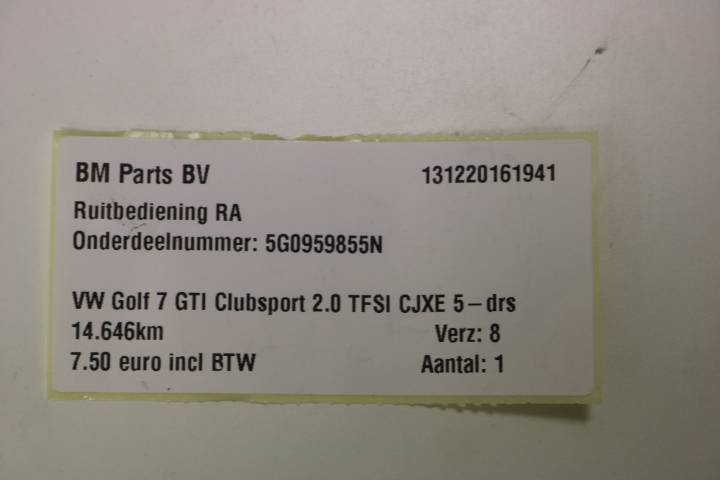 BM Parts BV 131220161941
Ruitbediening RA
Onderdeelnummer: 5G0959855N
VW Golf 7 GTI Clubsport 2.0 TFSI CJXE 5-drs
14.646km Verz: 8
7.50 euro incl BTW Aantal: 1